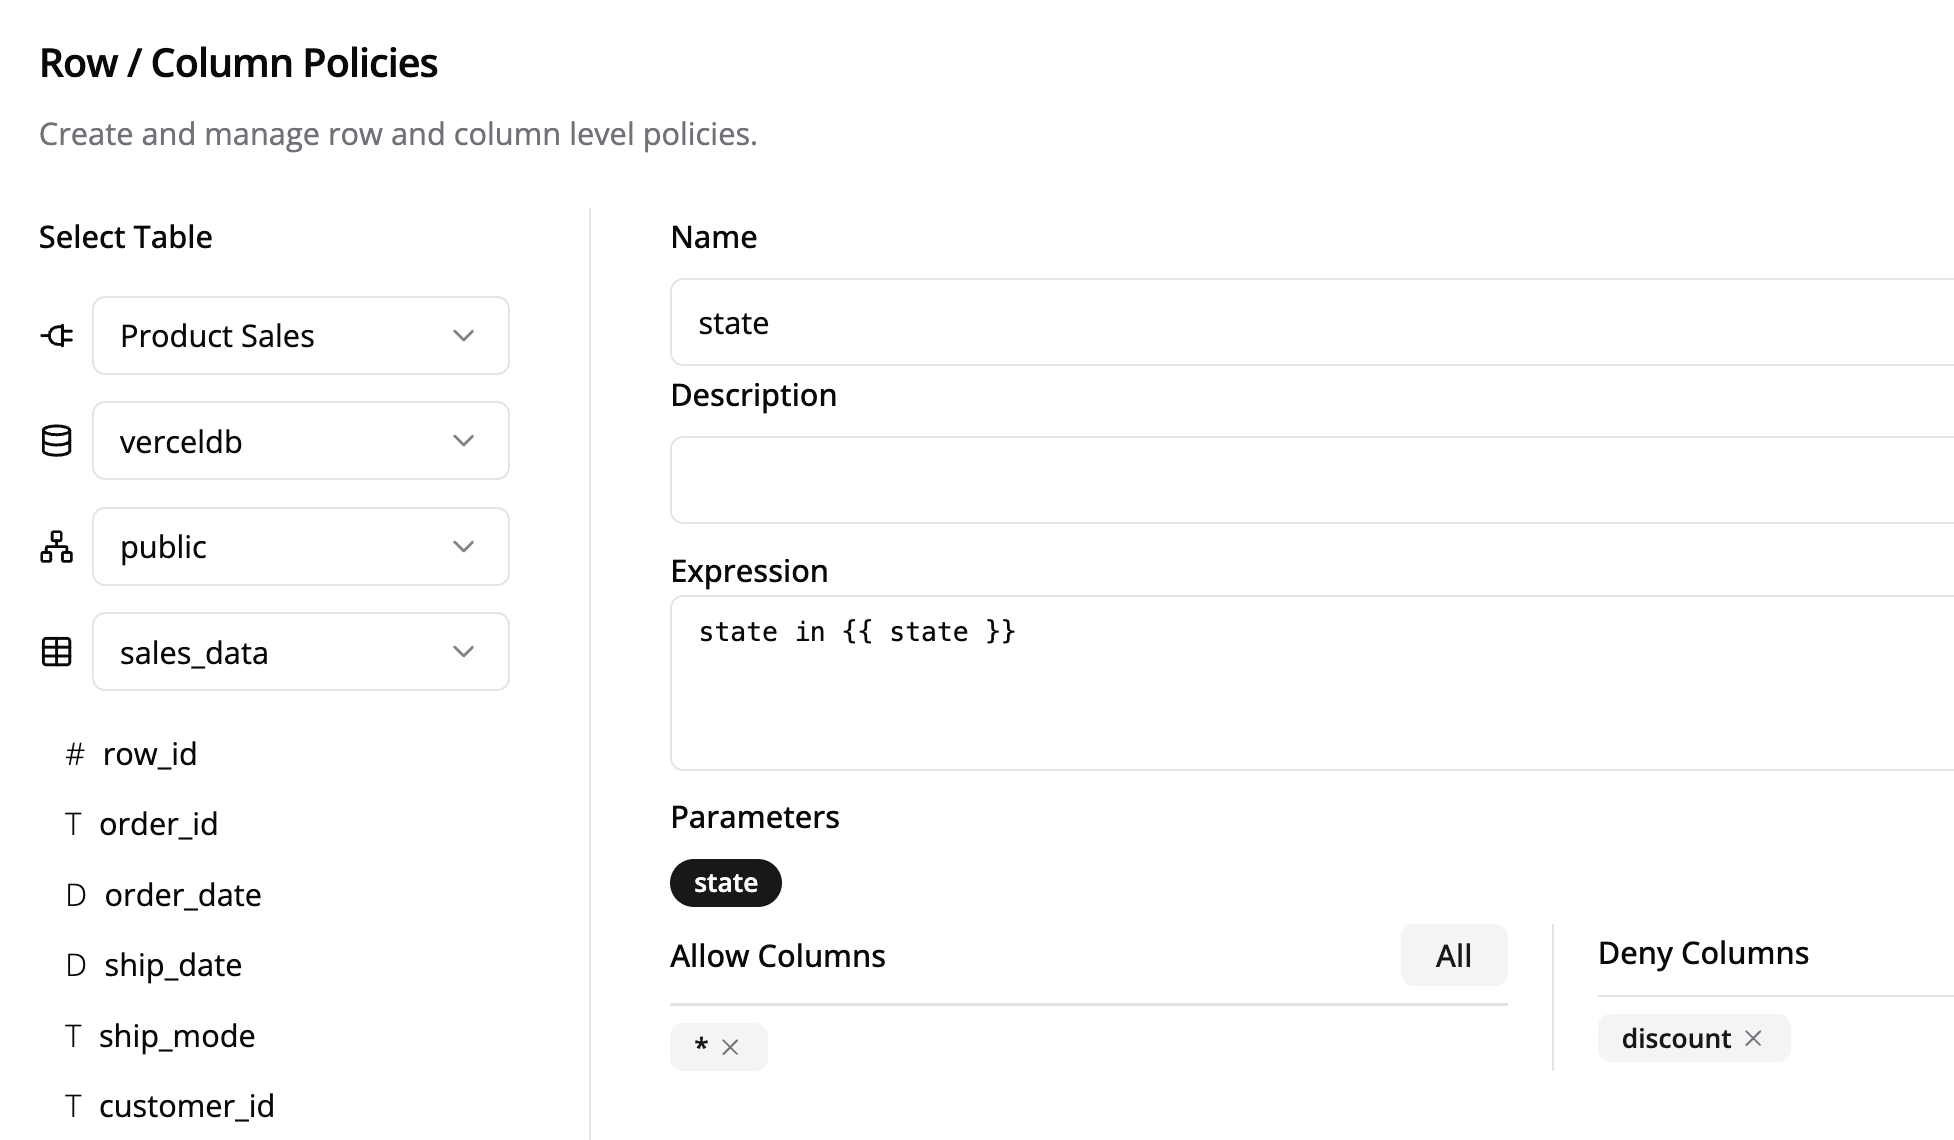 Row / Column Policies
Create and manage row and column level policies.
Select Table
Product Sales
verceldb
public
sales_data
# row_id
T order_id
D order_date
D ship_date
T ship_mode
T customer_id
Name
state
Description
Expression
state in {{ state }}
Parameters
state
Allow Columns
All
* ×
Deny Columns
discount ×